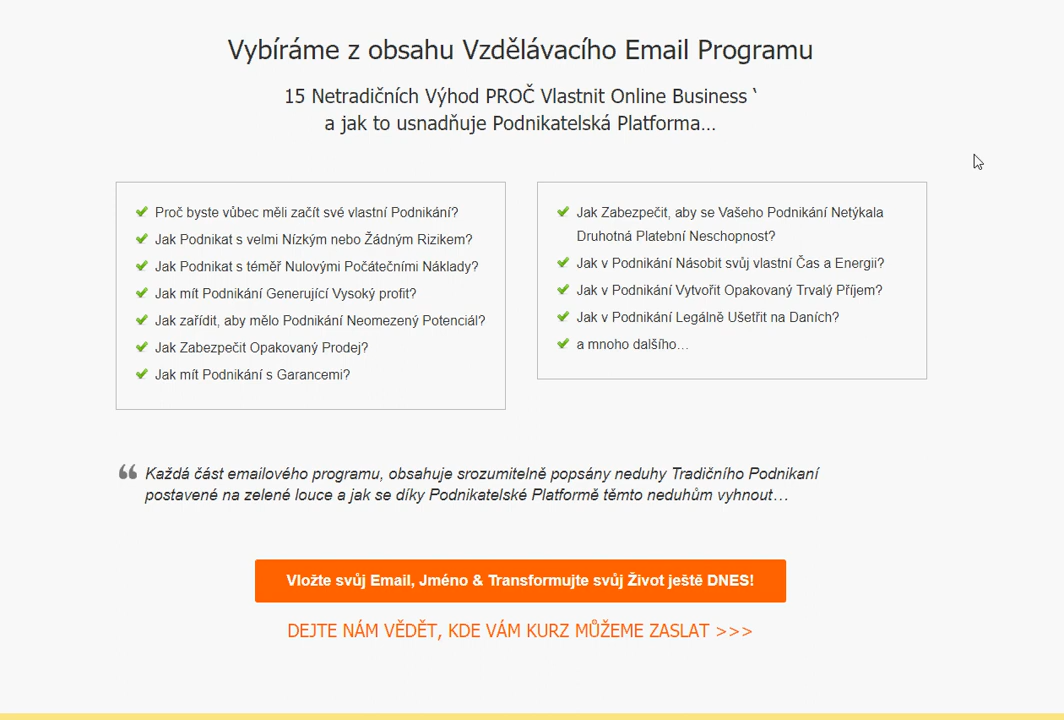 Vybíráme z obsahu Vzdělávacího Email Programu
15 Netradičních Výhod PROČ Vlastnit Online Business `
a jak to usnadňuje Podnikatelská Platforma…
Proč byste vůbec měli začít své vlastní Podnikání?
Jak Podnikat s velmi Nízkým nebo Žádným Rizikem?
Jak Podnikat s téměř Nulovými Počátečními Náklady?
Jak mít Podnikání Generující Vysoký profit?
Jak zařídit, aby mělo Podnikání Neomezený Potenciál?
Jak Zabezpečit Opakovaný Prodej?
Jak mít Podnikání s Garancemi?
Jak Zabezpečit, aby se Vašeho Podnikání Netýkala
Druhotná Platební Neschopnost?
Jak v Podnikání Násobit svůj vlastní Čas a Energii?
Jak v Podnikání Vytvořit Opakovaný Trvalý Příjem?
Jak v Podnikání Legálně Ušetřit na Daních?
a mnoho dalšího…
“ Každá část emailového programu, obsahuje srozumitelně popsány neduhy Tradičního Podnikaní
postavené na zelené louce a jak se díky Podnikatelské Platformě těmto neduhům vyhnout…
Vložte svůj Email, Jméno & Transformujte svůj Život ještě DNES!
DEJTE NÁM VĚDĚT, KDE VÁM KURZ MŮŽEME ZASLAT >>>